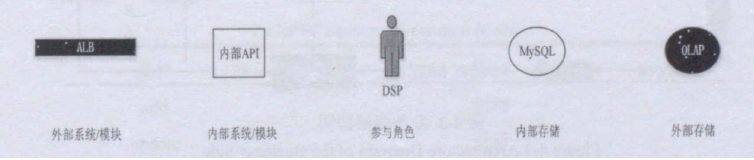 ALB
内部API
DSP
MySQL
OLAP
外部系统/模块
内部系统/模块
参与角色
内部存储
外部存储